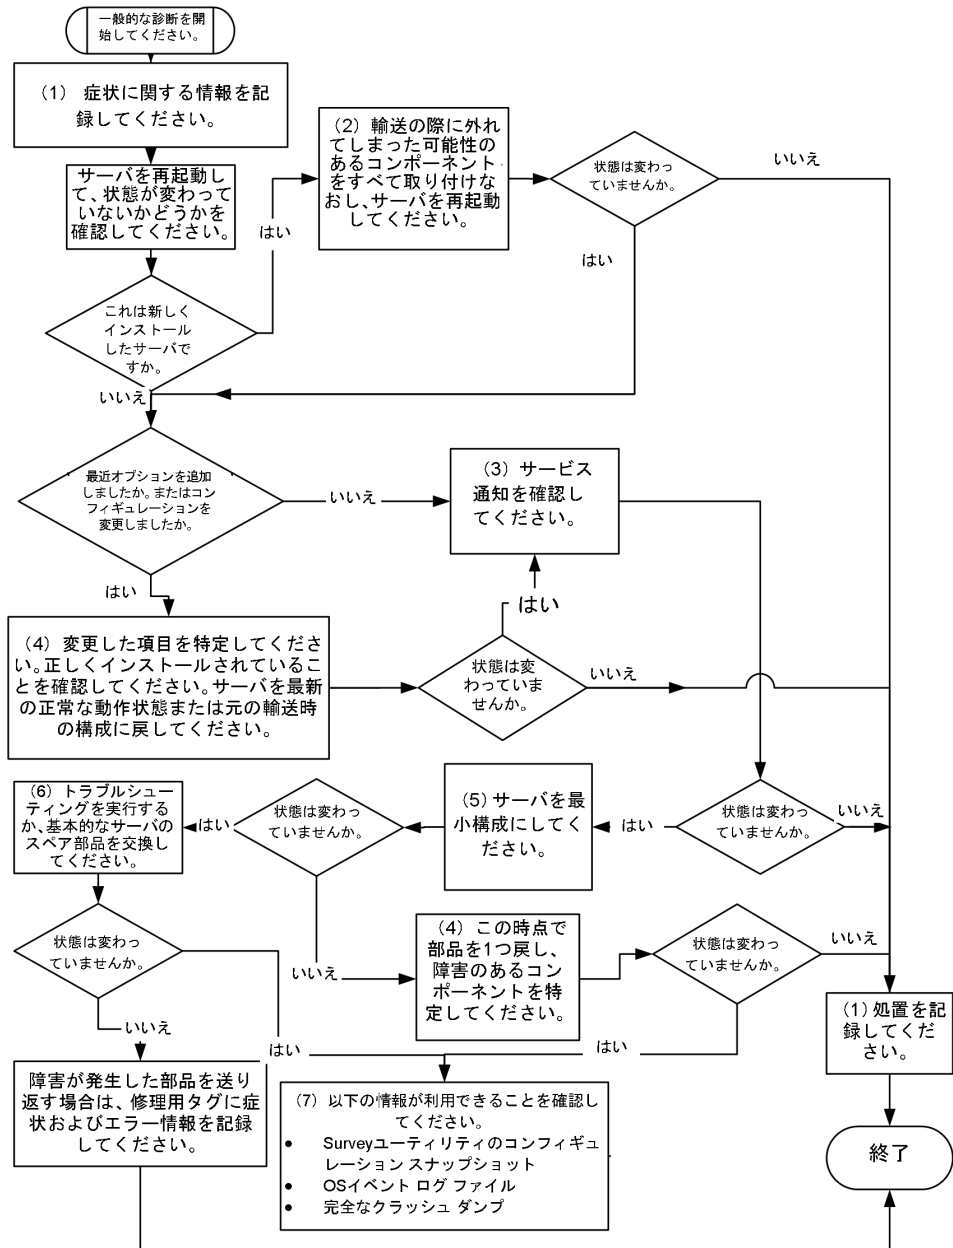 一般的な診断を開
始してください。
(1) 症状に関する情報を記
録してください。
サーバを再起動し
て、状態が変わって
いないかどうかを
確認してください。
はい
(2) 輸送の際に外れ
てしまった可能性の
あるコンポーネント
をすべて取り付けな
おし、サーバを再起動
してください。
状態は変わっ
ていませんか。
いいえ
はい
これは新しく
インストール
したサーバで
すか。
いいえ
最近オプションを追加
しましたか。またはコン
フィギュレーションを
変更しましたか。
いいえ
(3) サービス
通知を確認し
てください。
はい
はい
(4) 変更した項目を特定してくださ
い。正しくインストールされているこ
とを確認してください。サーバを最新
の正常な動作状態または元の輸送時
の構成に戻してください。
状態は変
わっていま
せんか。
いいえ
(6) トラブルシュー
ティングを実行する
か、基本的なサーバの
スペア部品を交換し
てください。
はい
状態は変わっ
ていませんか。
(5) サーバを最
小構成にしてく
ださい。
はい
状態は変わっ
ていませんか。
いいえ
状態は変わっ
ていませんか。
いいえ
(4) この時点で
部品を1つ戻し、
障害のあるコン
ポーネントを特
定してください。
状態は変わっ
ていませんか。
いいえ
いいえ
はい
はい
(1) 処置を記
録してくだ
さい。
障害が発生した部品を送り
返す場合は、修理用タグに症
状およびエラー情報を記録
してください。
(7) 以下の情報が利用できることを確認し
てください。
• Surveyユーティリティのコンフィギュ
レーション スナップショット
• OSイベント ログ ファイル
• 完全なクラッシュ ダンプ
終了